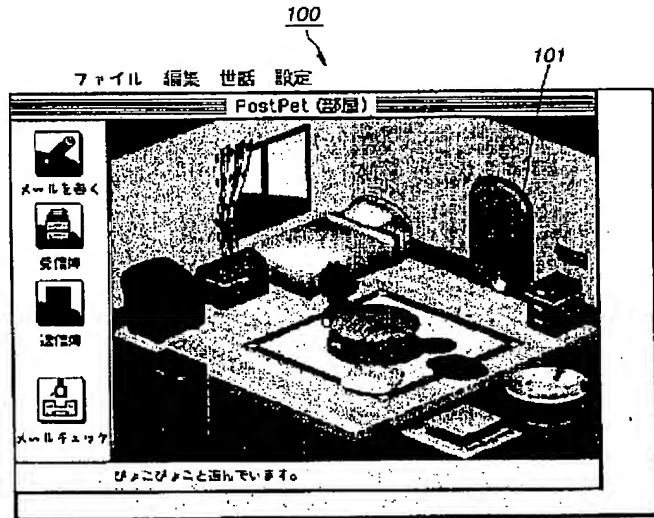 100
101
ファイル 編集 世話 設定
PostPet (部屋)
メールを書く
受信簿
送信簿
メールチェック
ぴょこぴょこと遊んでいます。